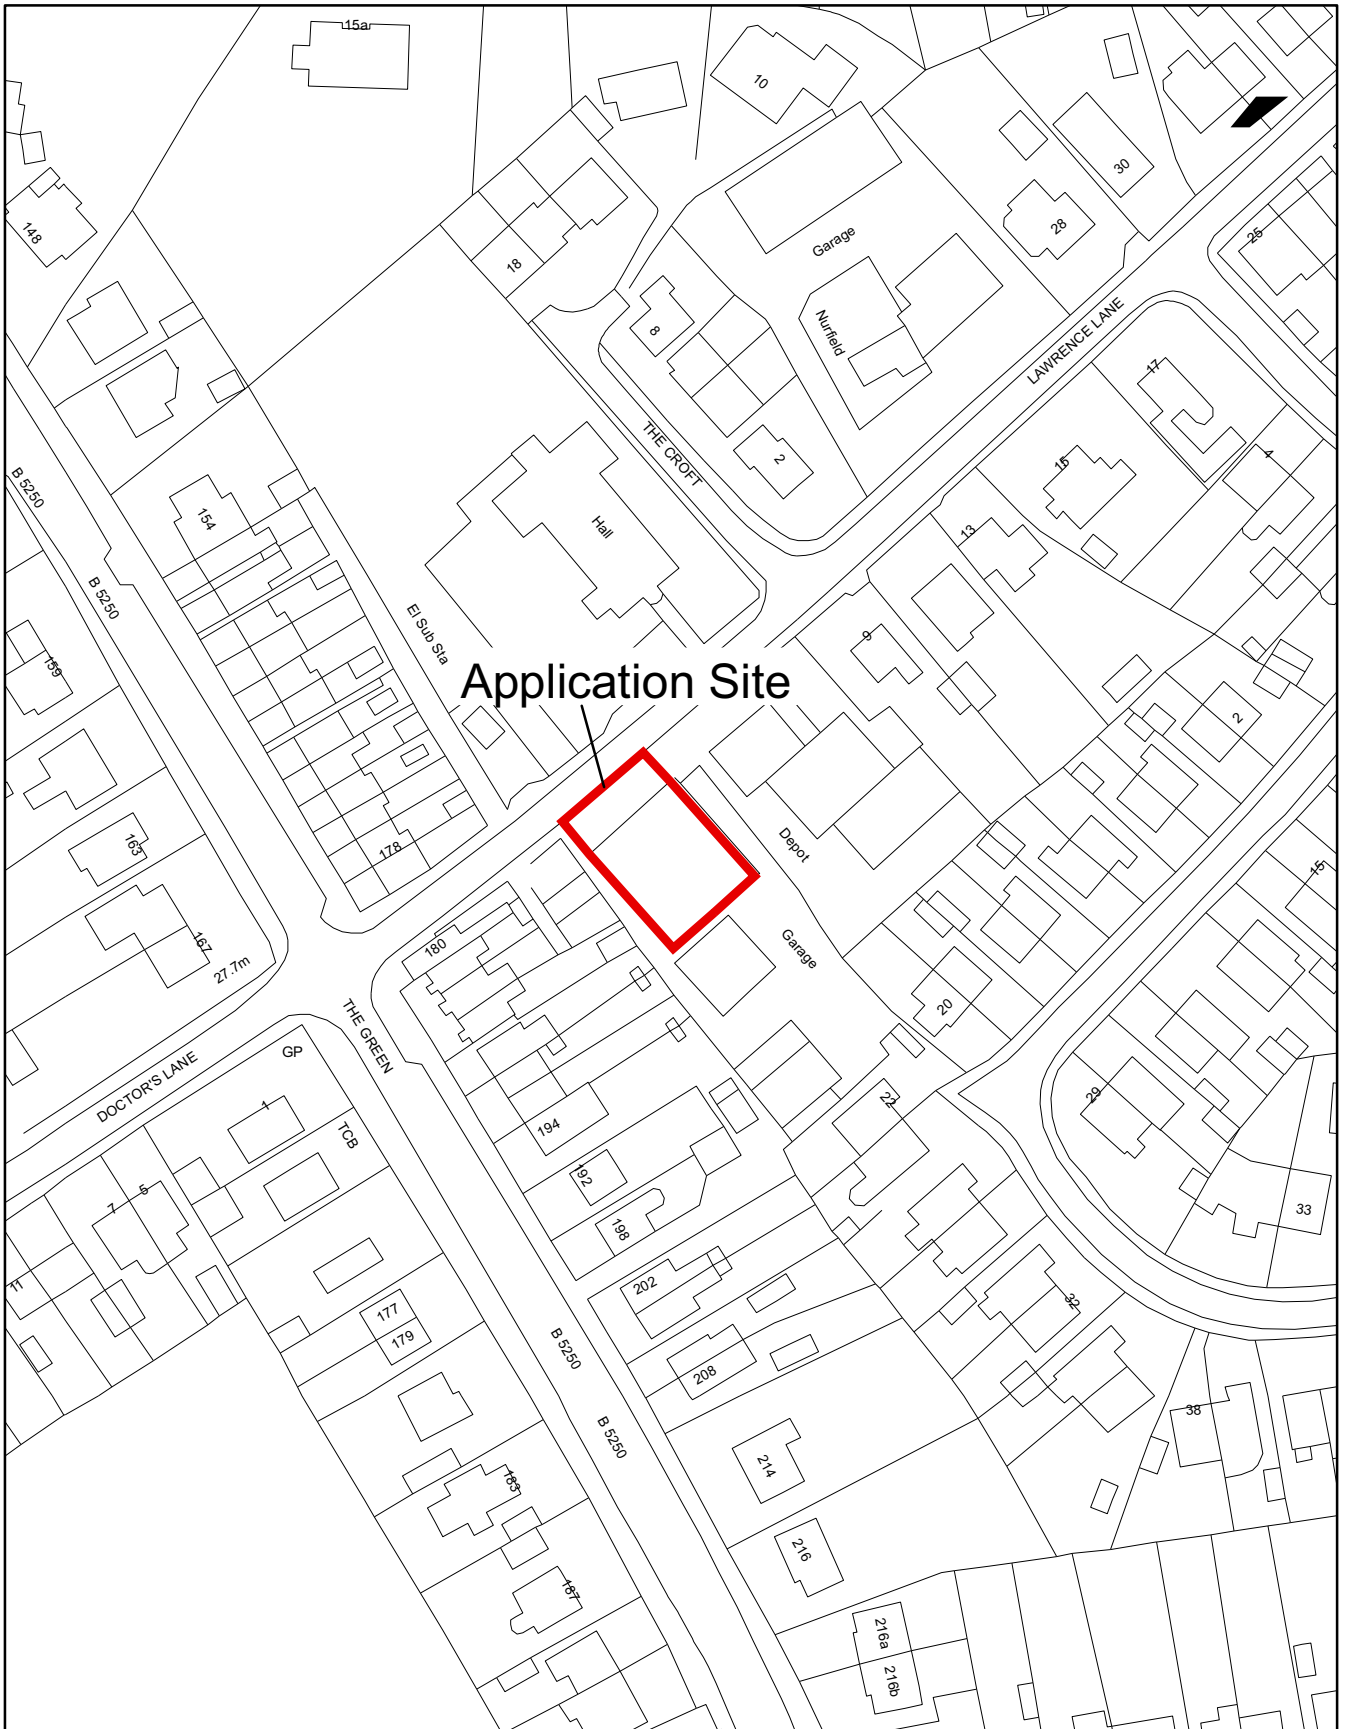 15a
10
30
148
28
25
Garage
18
8
Nurfield
LAWRENCE LANE
17
THE CROFT
2
15
4
B 5250
154
Hall
13
B 5250
El Sub Sta
9
159
Application Site
2
163
178
Depot
15
167
180
Garage
27.7m
20
THE GREEN
GP
DOCTOR'S LANE
1
194
22
29
TCB
192
5
7
198
33
11
202
177
179
32
B 5250
208
38
B 5250
214
183
216
187
216a
216b